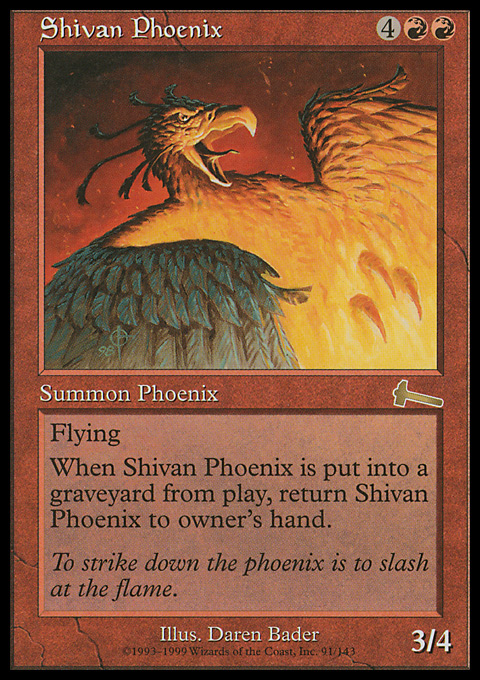 Shivan Phoenix 4
Summon Phoenix
Flying
When Shivan Phoenix is put into a
graveyard from play, return Shivan
Phoenix to owner's hand.
To strike down the phoenix is to slash
at the flame.
Illus. Daren Bader
©1993-1999 Wizards of the Coast, Inc. 91/143
3/4